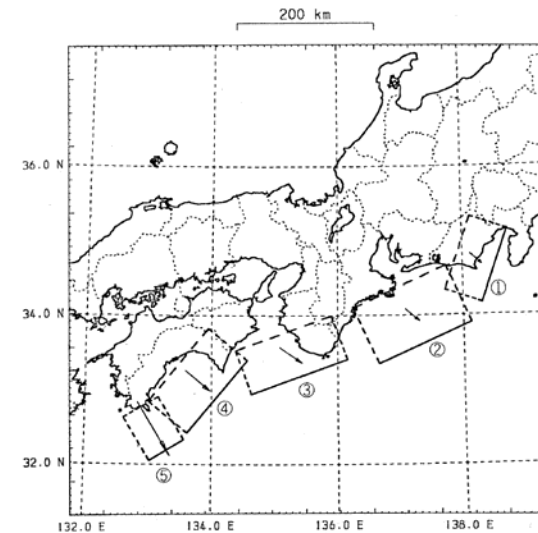 200 km
36.0 N
①
34.0 N
②
③
④
32.0 N
⑤
132.0 E
134.0 E
136.0 E
138.0 E